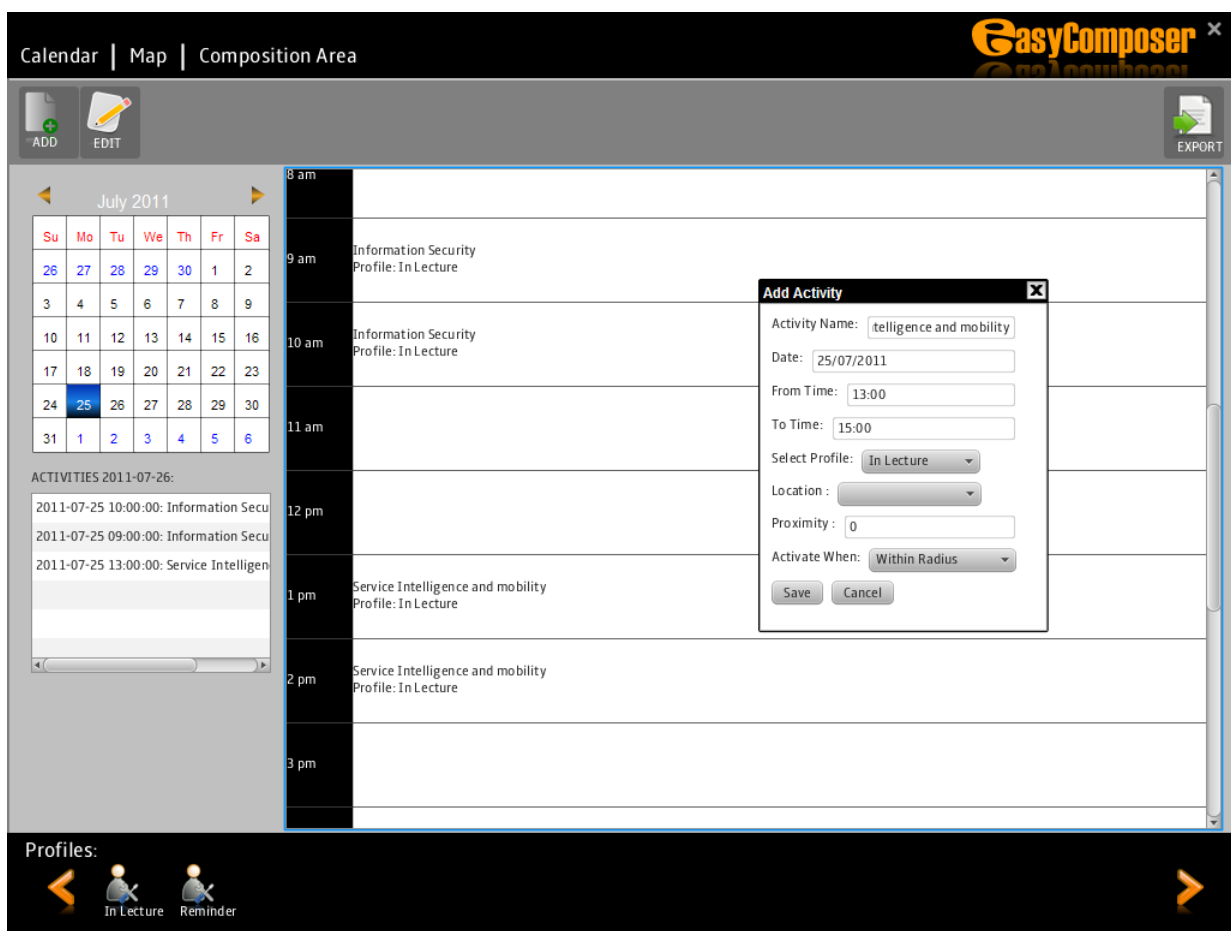 Calendar | Map | Composition Area
easyComposer
ADD
EDIT
EXPORT
July 2011
Su Mo Tu We Th Fr Sa
26 27 28 29 30 1 2
3 4 5 6 7 8 9
10 11 12 13 14 15 16
17 18 19 20 21 22 23
24 25 26 27 28 29 30
31 1 2 3 4 5 6
ACTIVITIES 2011-07-26:
2011-07-25 10:00:00: Information Secu
2011-07-25 09:00:00: Information Secu
2011-07-25 13:00:00: Service Intelligen
8 am
9 am
Information Security
Profile: In Lecture
10 am
Information Security
Profile: In Lecture
11 am
12 pm
1 pm
Service Intelligence and mobility
Profile: In Lecture
2 pm
Service Intelligence and mobility
Profile: In Lecture
3 pm
Add Activity
Activity Name: telligence and mobility
Date: 25/07/2011
From Time: 13:00
To Time: 15:00
Select Profile: In Lecture
Location :
Proximity : 0
Activate When: Within Radius
Save Cancel
Profiles:
In Lecture
Reminder